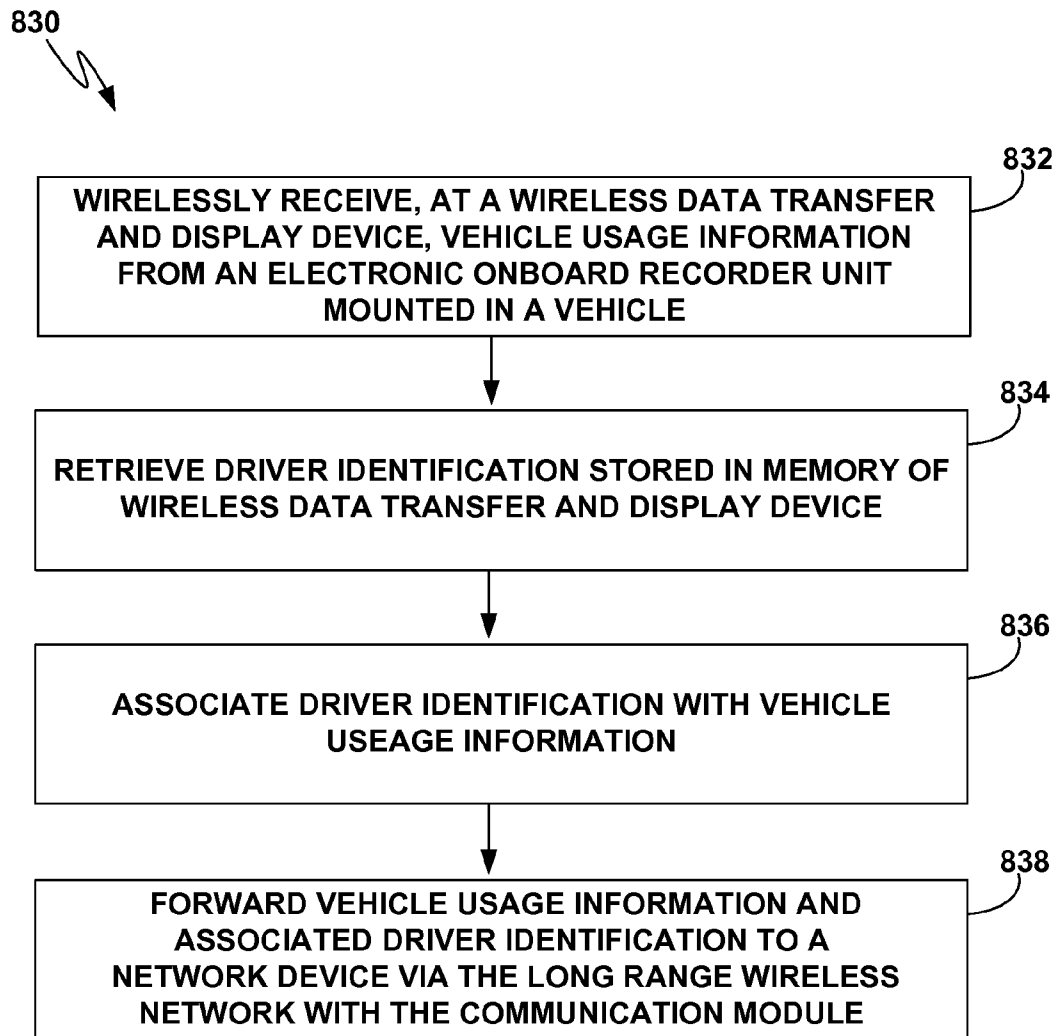 830
832
WIRELESSLY RECEIVE, AT A WIRELESS DATA TRANSFER
AND DISPLAY DEVICE, VEHICLE USAGE INFORMATION
FROM AN ELECTRONIC ONBOARD RECORDER UNIT
MOUNTED IN A VEHICLE
834
RETRIEVE DRIVER IDENTIFICATION STORED IN MEMORY OF
WIRELESS DATA TRANSFER AND DISPLAY DEVICE
836
ASSOCIATE DRIVER IDENTIFICATION WITH VEHICLE
USEAGE INFORMATION
838
FORWARD VEHICLE USAGE INFORMATION AND
ASSOCIATED DRIVER IDENTIFICATION TO A
NETWORK DEVICE VIA THE LONG RANGE WIRELESS
NETWORK WITH THE COMMUNICATION MODULE